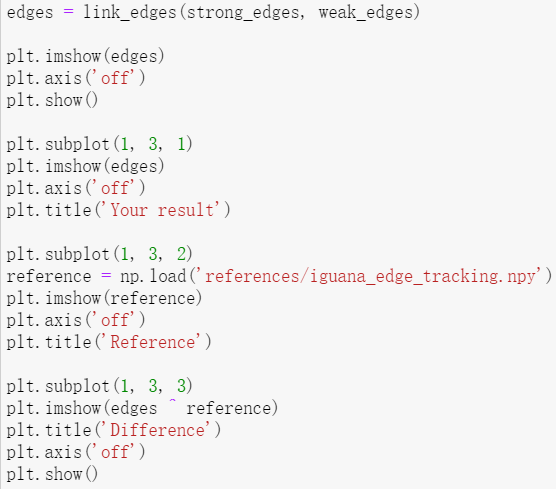 edges = link_edges(strong_edges, weak_edges)
plt.imshow(edges)
plt.axis('off')
plt.show()
plt.subplot(1, 3, 1)
plt.imshow(edges)
plt.axis('off')
plt.title('Your result')
plt.subplot(1, 3, 2)
reference = np.load('references/iguana_edge_tracking.npy')
plt.imshow(reference)
plt.axis('off')
plt.title('Reference')
plt.subplot(1, 3, 3)
plt.imshow(edges ^ reference)
plt.title('Difference')
plt.axis('off')
plt.show()